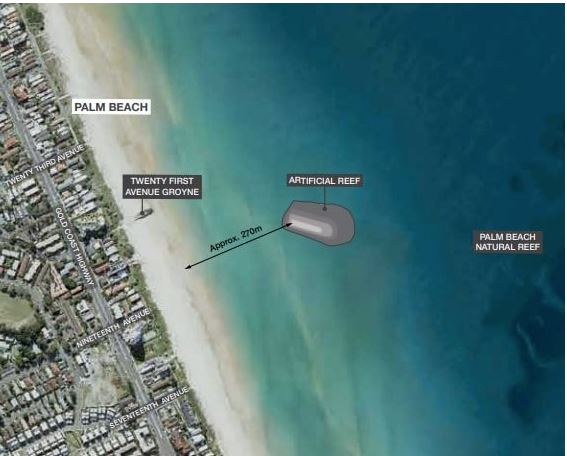 PALM BEACH
TWENTY THIRD AVENUE
TWENTY FIRST
AVENUE GROYNE
ARTIFICIAL REEF
GOLD COAST HIGHWAY
Approx. 270m
PALM BEACH
NATURAL REEF
NINETEENTH AVENUE
SEVENTEENTH AVENUE